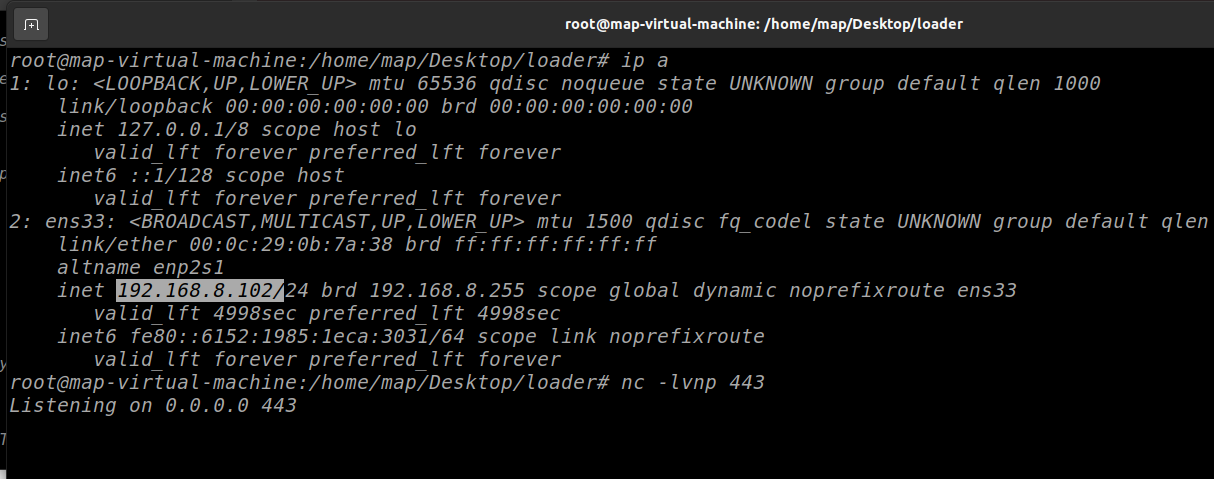 root@map-virtual-machine: /home/map/Desktop/loader
root@map-virtual-machine:/home/map/Desktop/loader# ip a
1: lo: <LOOPBACK,UP,LOWER_UP> mtu 65536 qdisc noqueue state UNKNOWN group default qlen 1000
    link/loopback 00:00:00:00:00:00 brd 00:00:00:00:00:00
    inet 127.0.0.1/8 scope host lo
       valid_lft forever preferred_lft forever
    inet6 ::1/128 scope host
       valid_lft forever preferred_lft forever
2: ens33: <BROADCAST,MULTICAST,UP,LOWER_UP> mtu 1500 qdisc fq_codel state UNKNOWN group default qlen
    link/ether 00:0c:29:0b:7a:38 brd ff:ff:ff:ff:ff:ff
    altname enp2s1
    inet 192.168.8.102/24 brd 192.168.8.255 scope global dynamic noprefixroute ens33
       valid_lft 4998sec preferred_lft 4998sec
    inet6 fe80::6152:1985:1eca:3031/64 scope link noprefixroute
       valid_lft forever preferred_lft forever
root@map-virtual-machine:/home/map/Desktop/loader# nc -lvnp 443
Listening on 0.0.0.0 443